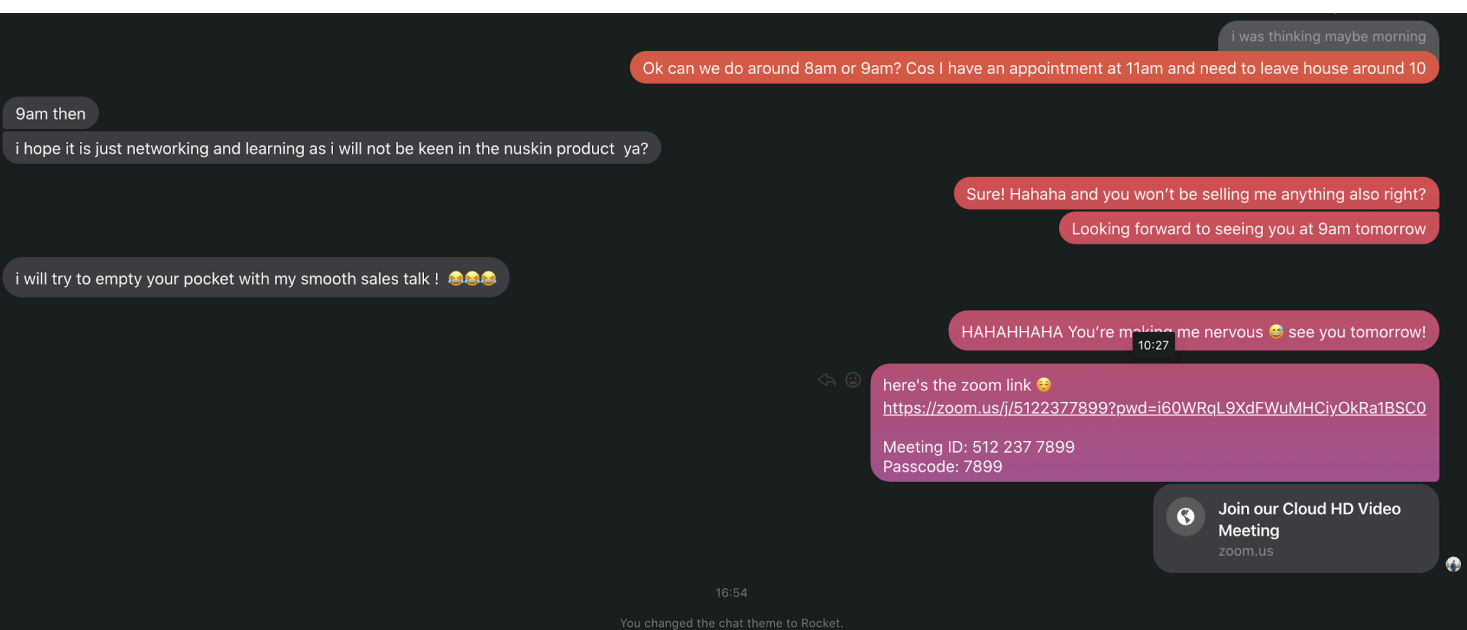 i was thinking maybe morning
Ok can we do around 8am or 9am? Cos I have an appointment at 11am and need to leave house around 10
9am then
i hope it is just networking and learning as i will not be keen in the nuskin product  ya?
Sure! Hahaha and you won't be selling me anything also right?
Looking forward to seeing you at 9am tomorrow
i will try to empty your pocket with my smooth sales talk ! 😂😂😂
HAHAHHAHA You're making me nervous 😅 see you tomorrow!
10:27
here's the zoom link ☺️
https://zoom.us/j/5122377899?pwd=i60WRqL9XdFWuMHCiyOkRa1BSC0
Meeting ID: 512 237 7899
Passcode: 7899
Join our Cloud HD Video
Meeting
zoom.us
16:54
You changed the chat theme to Rocket.